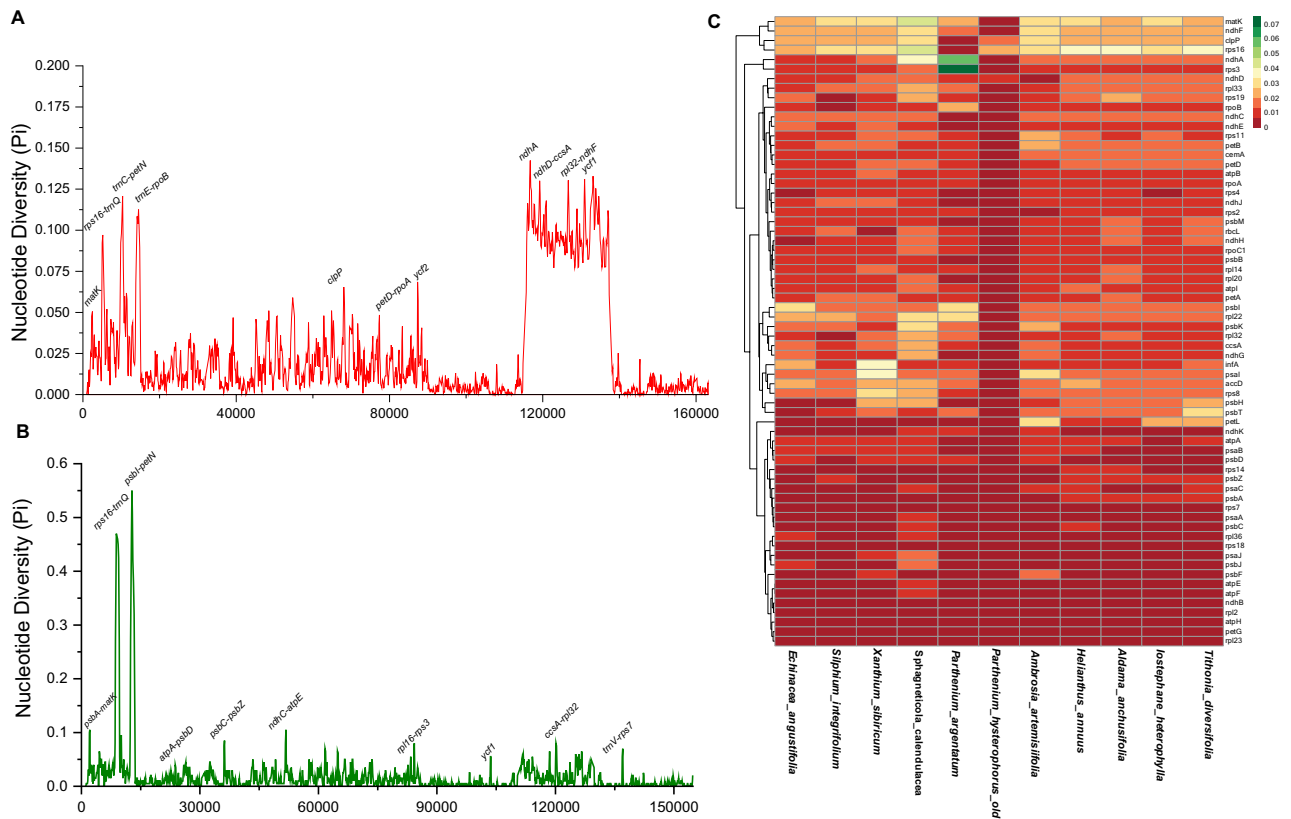 A
Nucleotide Diversity (Pi)
0.200
0.175
0.150
0.125
0.100
0.075
0.050
0.025
0.000
0
40000
80000
120000
160000
matK
rps16-trnQ
trnC-petN
trnE-rpoB
clpP
petD-rpoA
ycf2
ndhA
ndhD-ccsA
rpl32-ndhF
ycf1
B
Nucleotide Diversity (Pi)
0.6
0.5
0.4
0.3
0.2
0.1
0.0
0
30000
60000
90000
120000
150000
psbA-matK
rps16-trnQ
psbI-petN
atpA-psbD
psbC-psbZ
ndhC-atpE
rpl16-rps3
ycf1
ccsA-rpl32
trnV-rps7
C
matK
ndhF
clpP
rps16
ndhA
rps3
ndhD
rpl33
rps19
rpoB
ndhC
ndhE
rps11
petB
cemA
petD
atpB
rpoA
rps4
ndhJ
rps2
psbM
rbcL
ndhH
rpoC1
psbB
rpl14
rpl20
atpI
petA
psbI
rpl22
psbK
rpl32
ccsA
ndhG
infA
psaI
accD
rps8
psbH
psbT
petL
ndhK
atpA
psaB
psbD
rps14
psbZ
psaC
psbA
rps7
psaA
psbC
rpl36
rps18
psaJ
psbJ
psbF
atpE
atpF
ndhB
rpl2
atpH
petG
rpl23
0.07
0.06
0.05
0.04
0.03
0.02
0.01
0
Echinacea_angustifolia
Silphium_integrifolium
Xanthium_sibiricum
Sphagneticola_calendulacea
Parthenium_argentatum
Parthenium_hysterophorus_old
Ambrosia_artemisiifolia
Helianthus_annuus
Aldama_anchusifolia
Iostephane_heterophylla
Tithonia_diversifolia